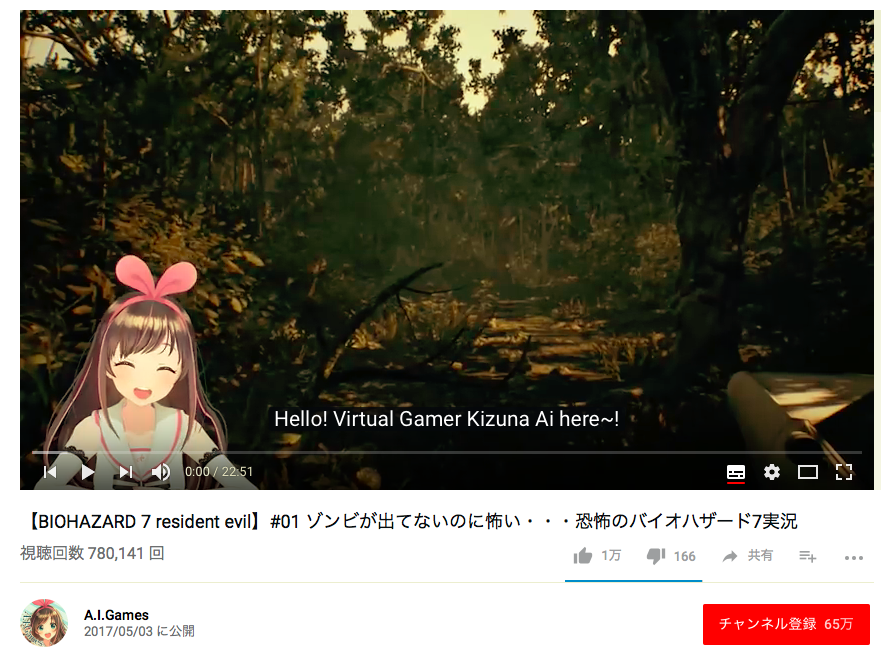 Hello! Virtual Gamer Kizuna Ai here~!
0:00 / 22:51
【BIOHAZARD 7 resident evil】#01 ゾンビが出てないのに怖い・・・恐怖のバイオハザード7実況
視聴回数 780,141 回
1万 166 共有
A.I.Games
2017/05/03 に公開
チャンネル登録 65万